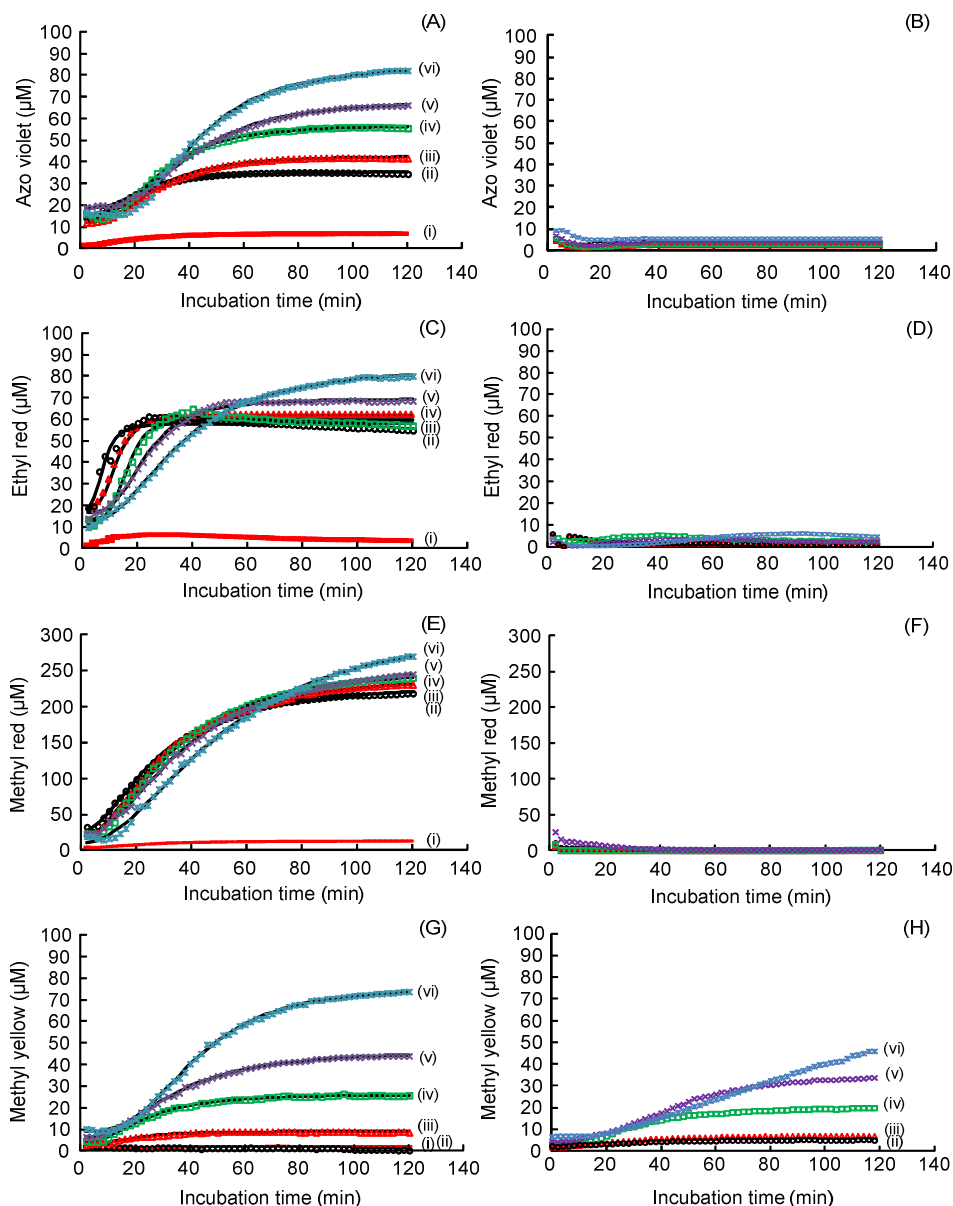 (A)
100
90
80
70
60
50
40
30
20
10
0
Azo violet (µM)
(vi)
(v)
(iv)
(iii)
(ii)
(i)
0 20 40 60 80 100 120 140
Incubation time (min)
(B)
100
90
80
70
60
50
40
30
20
10
0
Azo violet (µM)
0 20 40 60 80 100 120 140
Incubation time (min)
(C)
100
90
80
70
60
50
40
30
20
10
0
Ethyl red (µM)
(vi)
(v)
(iv)
(iii)
(ii)
(i)
0 20 40 60 80 100 120 140
Incubation time (min)
(D)
100
90
80
70
60
50
40
30
20
10
0
Ethyl red (µM)
0 20 40 60 80 100 120 140
Incubation time (min)
(E)
300
250
200
150
100
50
0
Methyl red (µM)
(vi)
(v)
(iv)
(iii)
(ii)
(i)
0 20 40 60 80 100 120 140
Incubation time (min)
(F)
300
250
200
150
100
50
0
Methyl red (µM)
0 20 40 60 80 100 120 140
Incubation time (min)
(G)
100
90
80
70
60
50
40
30
20
10
0
Methyl yellow (µM)
(vi)
(v)
(iv)
(iii)
(i) (ii)
0 20 40 60 80 100 120 140
Incubation time (min)
(H)
100
90
80
70
60
50
40
30
20
10
0
Methyl yellow (µM)
(vi)
(v)
(iv)
(iii)
(ii)
0 20 40 60 80 100 120 140
Incubation time (min)